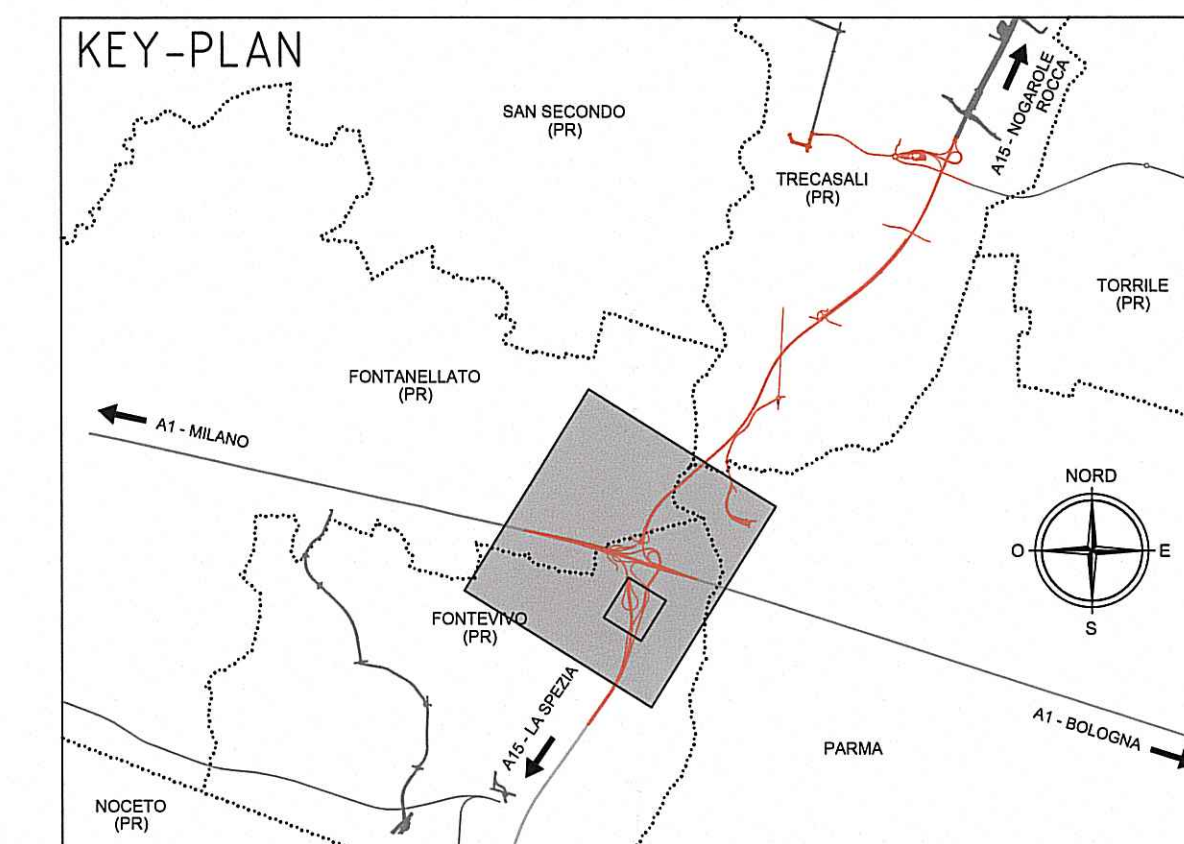 KEY-PLAN
SAN SECONDO
(PR)
A15 - NOGAROLE
ROCCA
TRECASALI
(PR)
TORRILE
(PR)
FONTANELLATO
(PR)
A1 - MILANO
NORD
O
E
S
FONTEVIVO
(PR)
A15 - LA SPEZIA
A1 - BOLOGNA
PARMA
NOCETO
(PR)